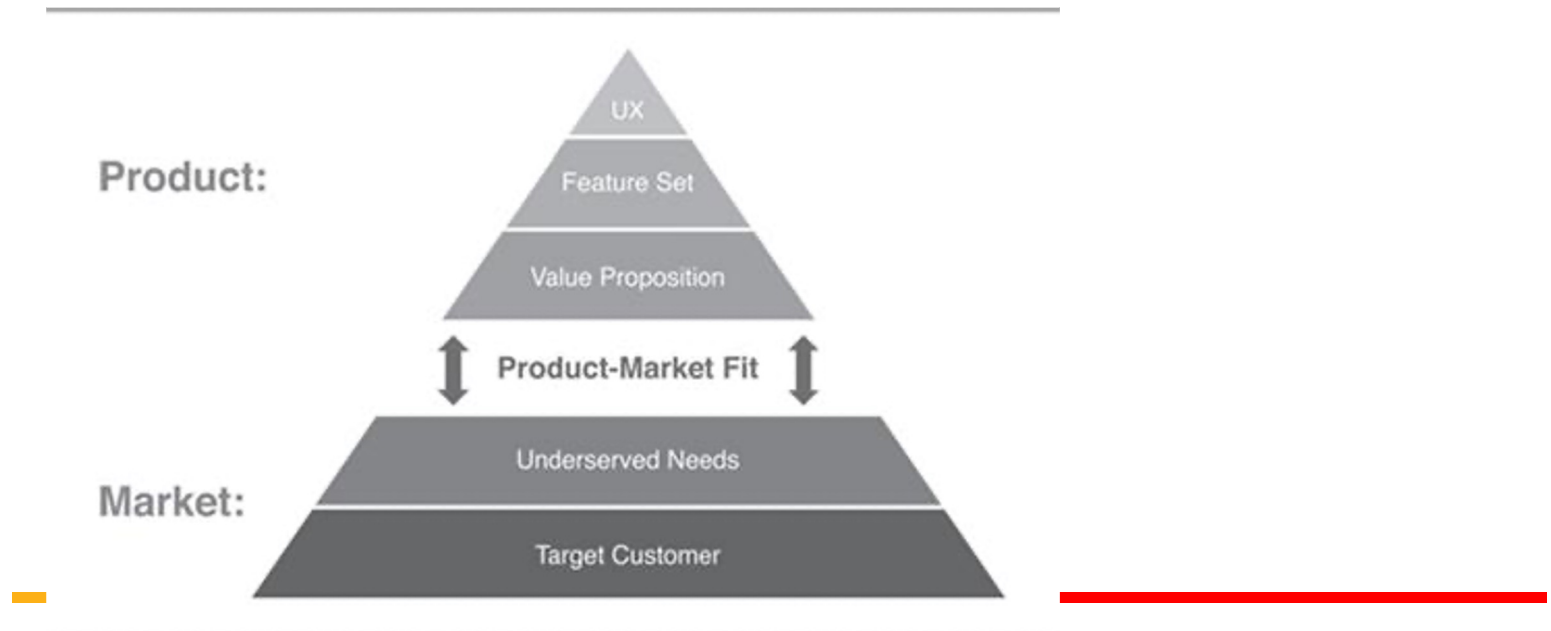 UX
Product:
Feature Set
Value Proposition
Product-Market Fit
Underserved Needs
Market:
Target Customer